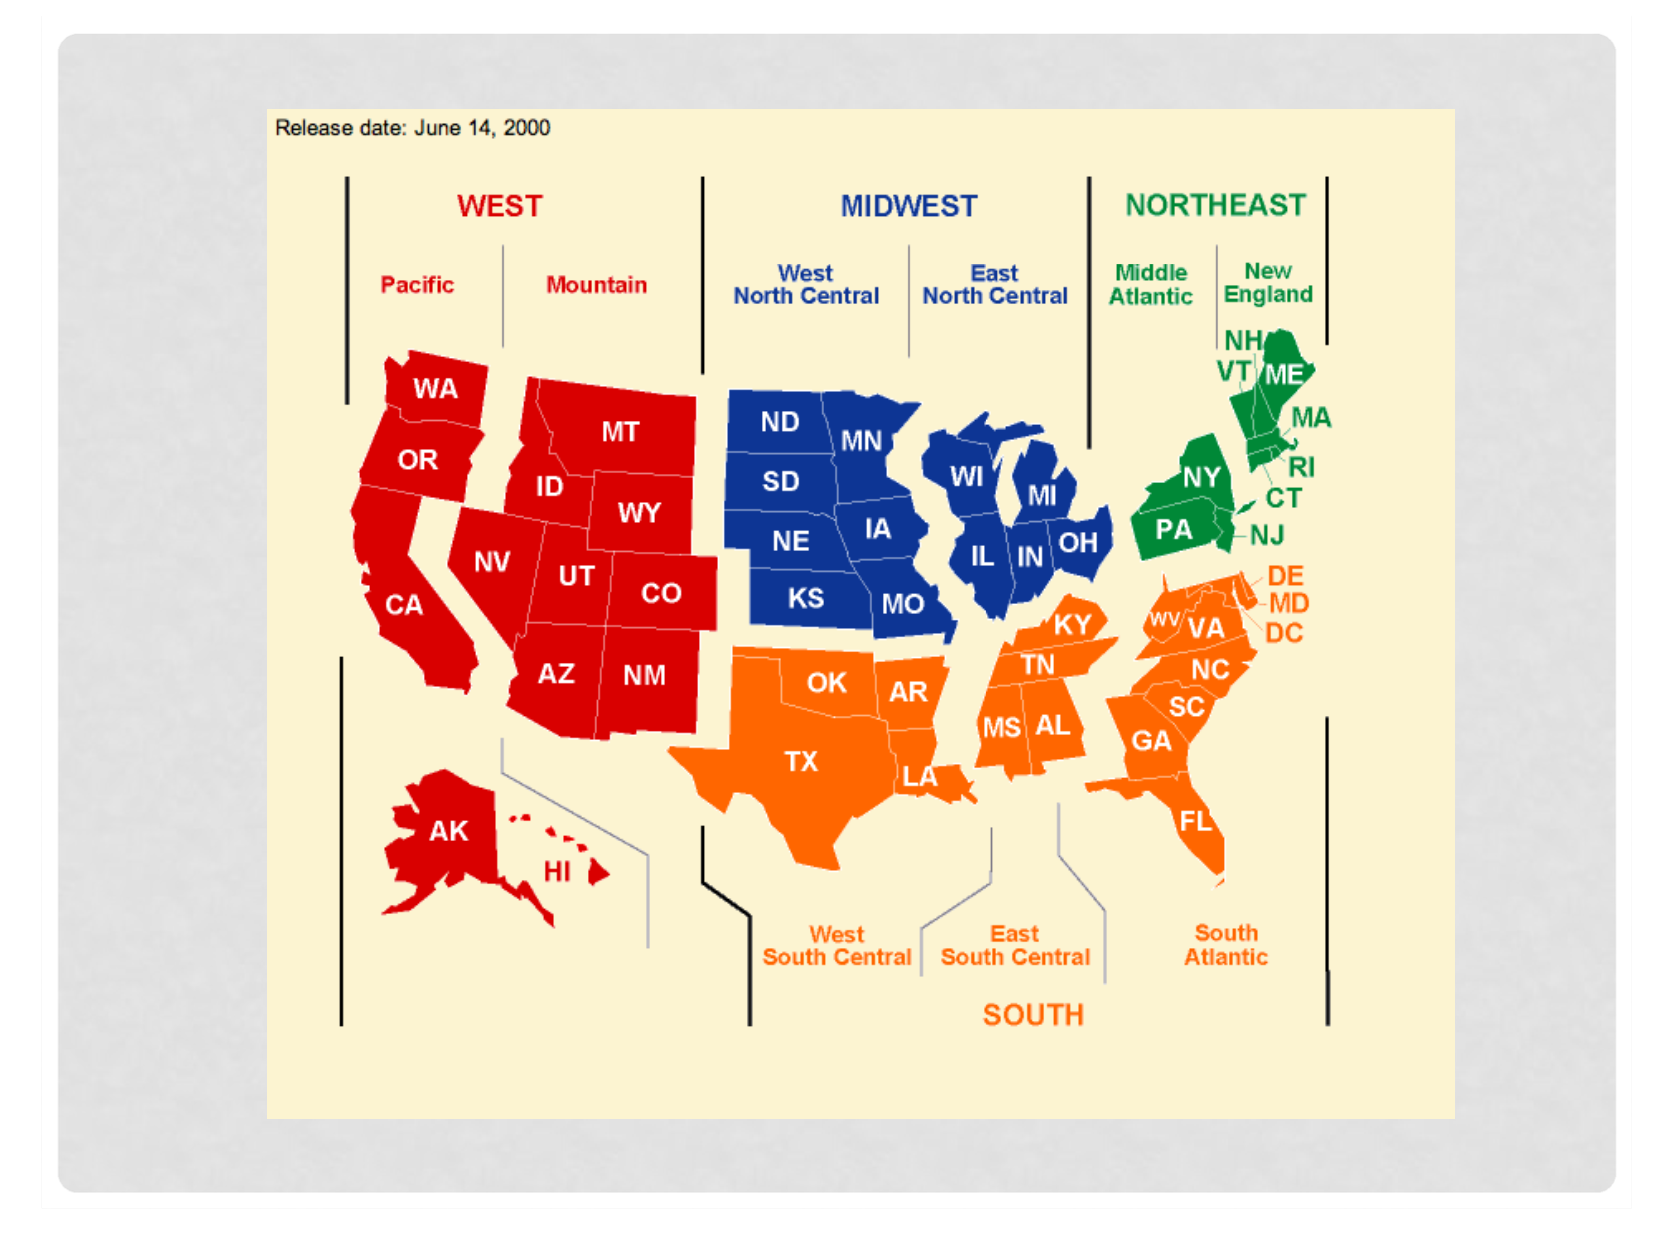 Release date: June 14, 2000
WEST
MIDWEST
NORTHEAST
Pacific
Mountain
West
North Central
East
North Central
Middle
Atlantic
New
England
WA
OR
CA
NV
ID
MT
WY
UT
CO
AZ
NM
AK
HI
ND
SD
NE
KS
MN
IA
MO
WI
MI
IL
IN
OH
NH
VT
ME
MA
RI
CT
NY
PA
NJ
DE
MD
DC
WV
VA
NC
SC
GA
FL
KY
TN
MS
AL
OK
AR
TX
LA
West
South Central
East
South Central
South
Atlantic
SOUTH